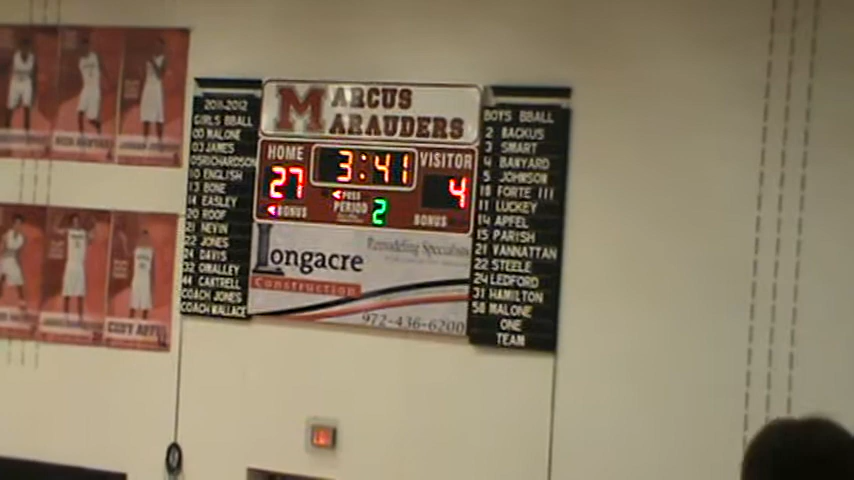 MARCUS
MARAUDERS
2011-2012
GIRLS BBALL
00 MALONE
03 JAMES
05 RICHARDSON
10 ENGLISH
13 BONE
14 EASLEY
20 ROOF
21 NEVIN
22 JONES
24 DAVIS
32 OMALLEY
44 CANTRELL
COACH JONES
COACH WALLACE
HOME
3:41
VISITOR
27
4
POSS
PERIOD
2
BONUS
BONUS
Longacre
Remodeling Specialists
Construction
972-436-6200
BOYS BBALL
2 BACKUS
3 SMART
4 BANYARD
5 JOHNSON
10 FORTE III
11 LUCKEY
14 APFEL
15 PARISH
21 VANNATTAN
22 STEELE
24 LEDFORD
31 HAMILTON
50 MALONE
ONE
TEAM
CODY APFEL